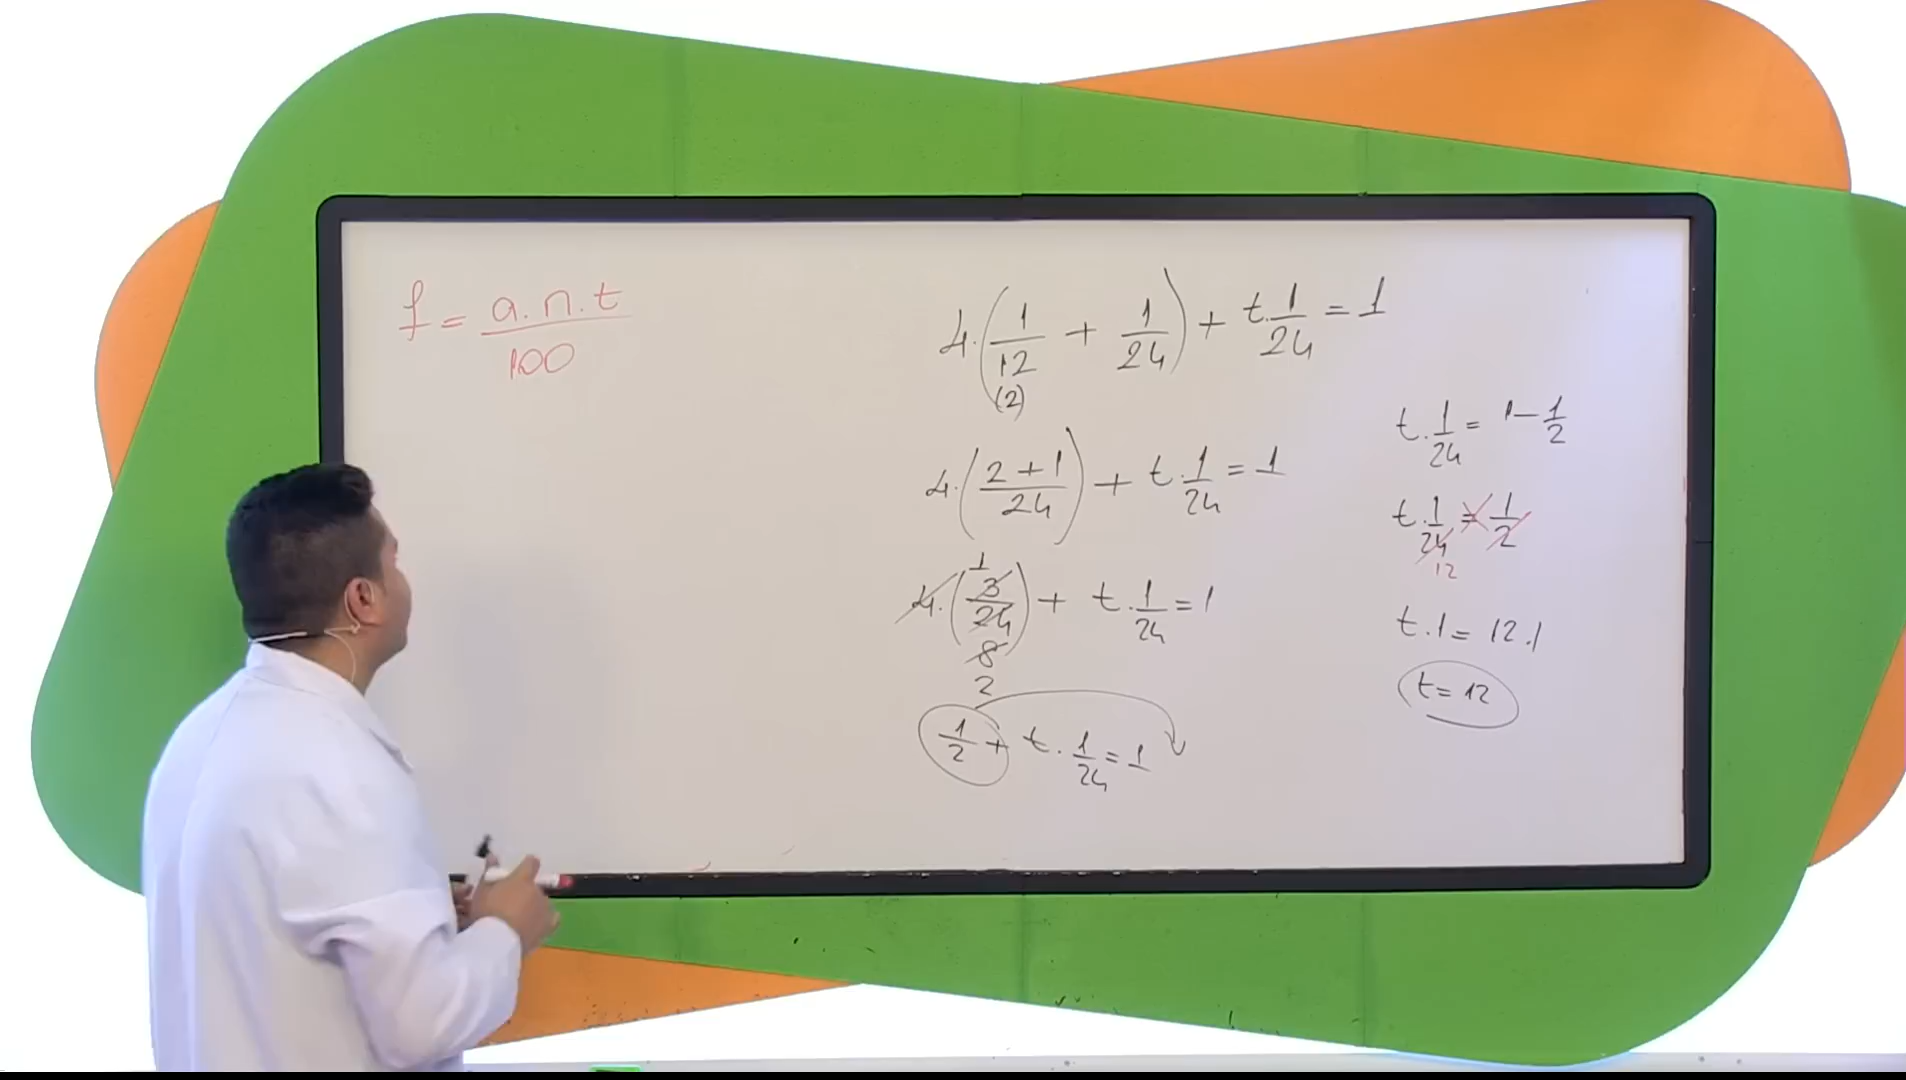 f = a.n.t / 100
4.(1/12 + 1/24) + t.1/24 = 1
(2)
4.(2+1/24) + t.1/24 = 1
4.(3/24) + t.1/24 = 1
1
8
2
1/2 + t.1/24 = 1
t.1/24 = 1 - 1/2
t.1/24 = 1/2
12
t.1 = 12.1
t = 12